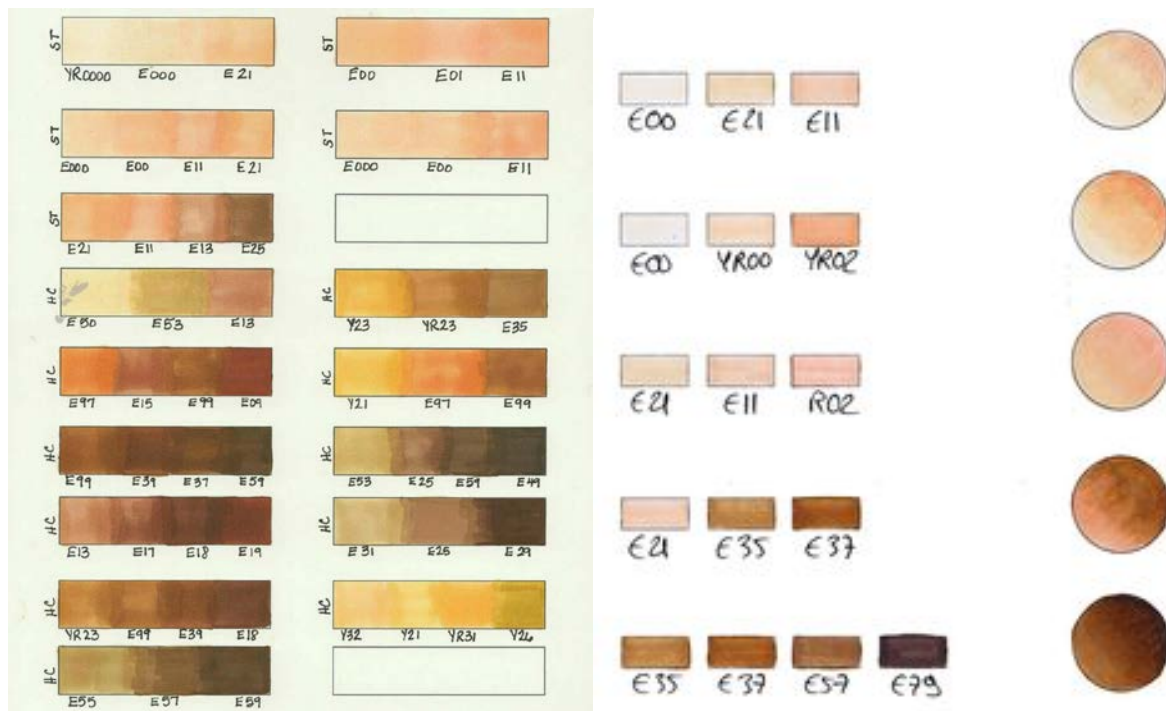 ST
YR0000 E000 E21
ST
E00 E01 E11
ST
E000 E00 E11 E21
ST
E000 E00 E11
ST
E21 E11 E13 E25
HC
E50 E53 E13
HC
Y23 YR23 E35
HC
E97 E15 E99 E09
HC
Y21 E97 E99
HC
E99 E39 E37 E59
HC
E53 E25 E59 E49
HC
E13 E17 E18 E19
HC
E31 E25 E29
HC
YR23 E99 E39 E18
HC
Y32 Y21 YR31 Y26
E55 E57 E59
E00 E21 E11
E00 YR00 YR02
E21 E11 R02
E21 E35 E37
E35 E37 E57 E79